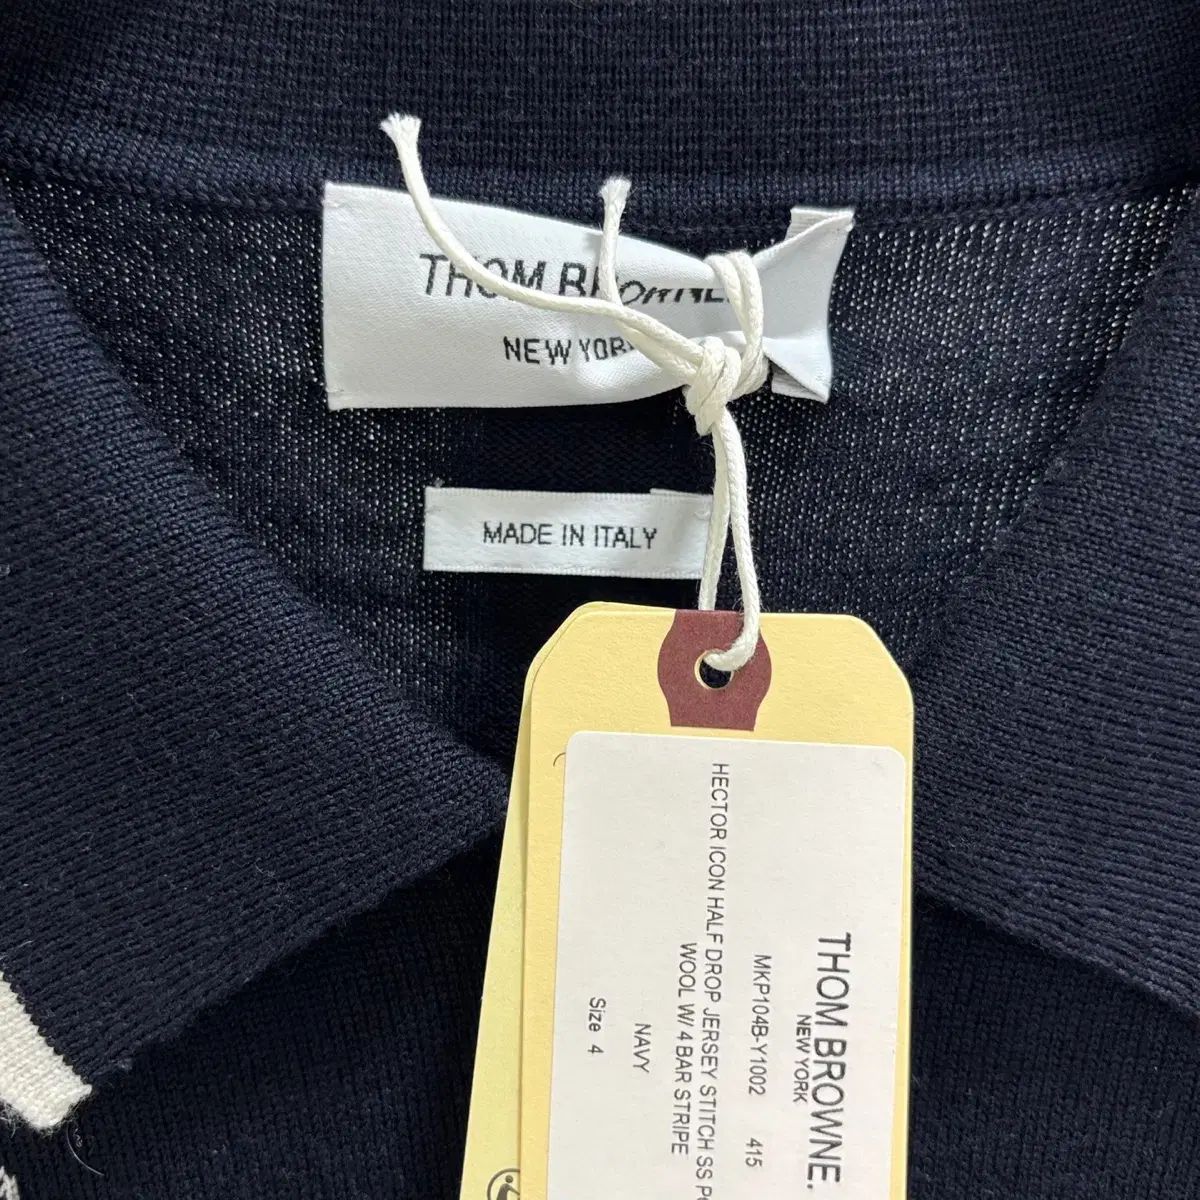 THOM BROWNE.
NEW YORK
MADE IN ITALY
THOM BROWNE.
NEW YORK
MKP104B-Y1002 415
HECTOR ICON HALF DROP JERSEY STITCH SS
WOOL W/ 4 BAR STRIPE
NAVY
Size 4